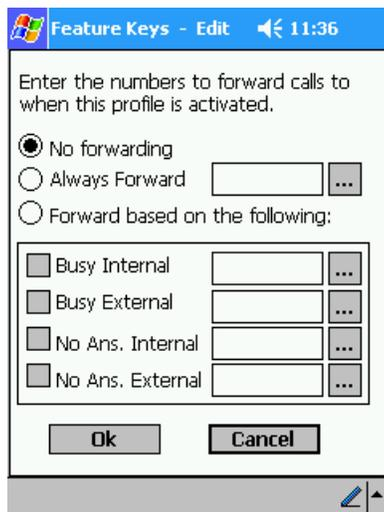 Feature Keys - Edit 11:36
Enter the numbers to forward calls to
when this profile is activated.
No forwarding
Always Forward ...
Forward based on the following:
Busy Internal ...
Busy External ...
No Ans. Internal ...
No Ans. External ...
Ok Cancel